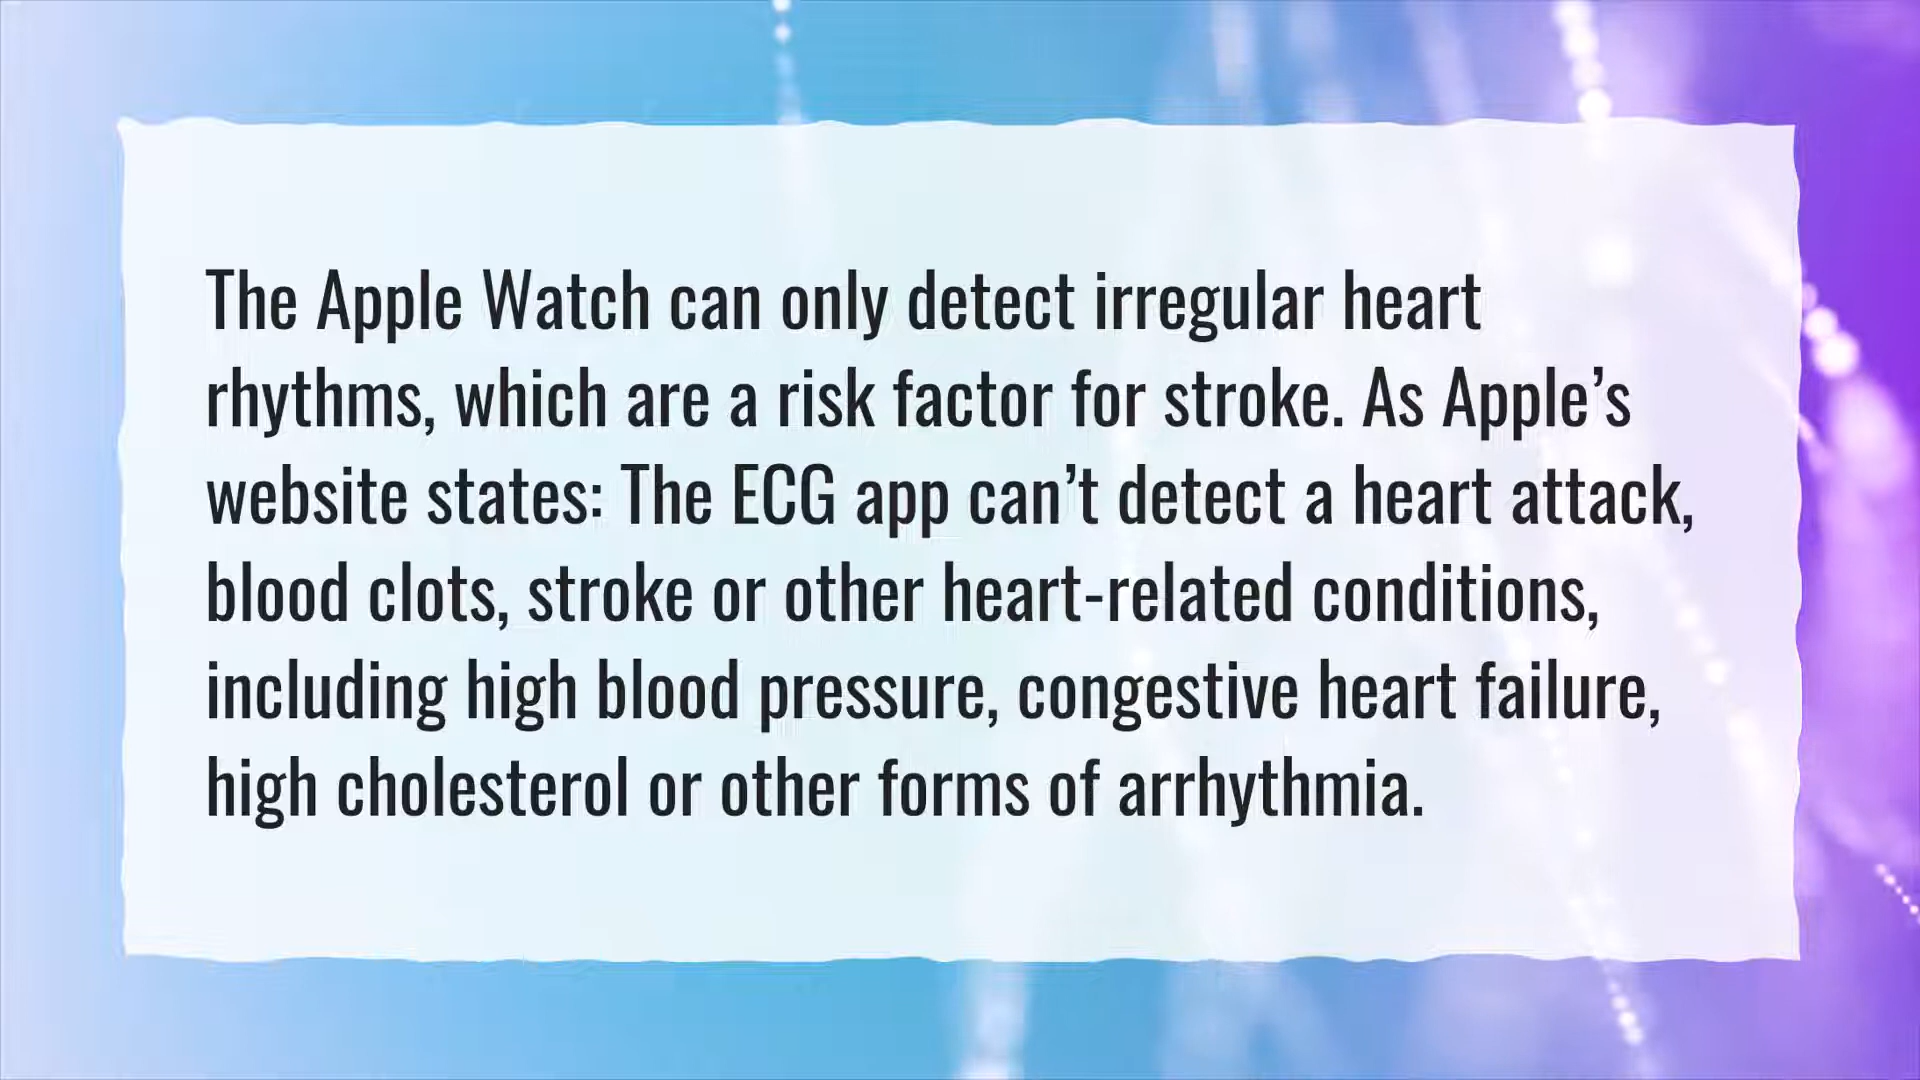 The Apple Watch can only detect irregular heart
rhythms, which are a risk factor for stroke. As Apple’s
website states: The ECG app can’t detect a heart attack,
blood clots, stroke or other heart-related conditions,
including high blood pressure, congestive heart failure,
high cholesterol or other forms of arrhythmia.